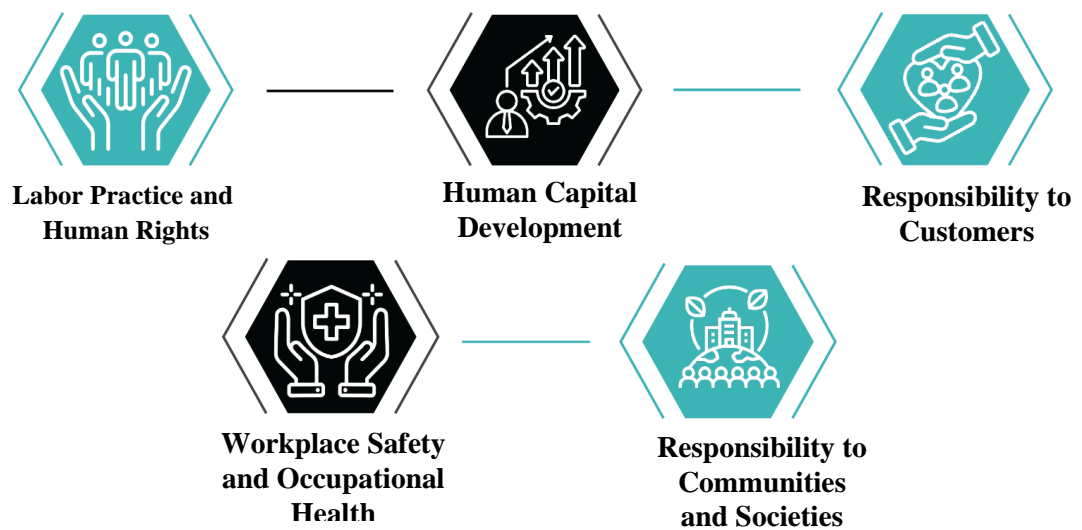 Labor Practice and
Human Rights
Human Capital
Development
Responsibility to
Customers
Workplace Safety
and Occupational
Health
Responsibility to
Communities
and Societies